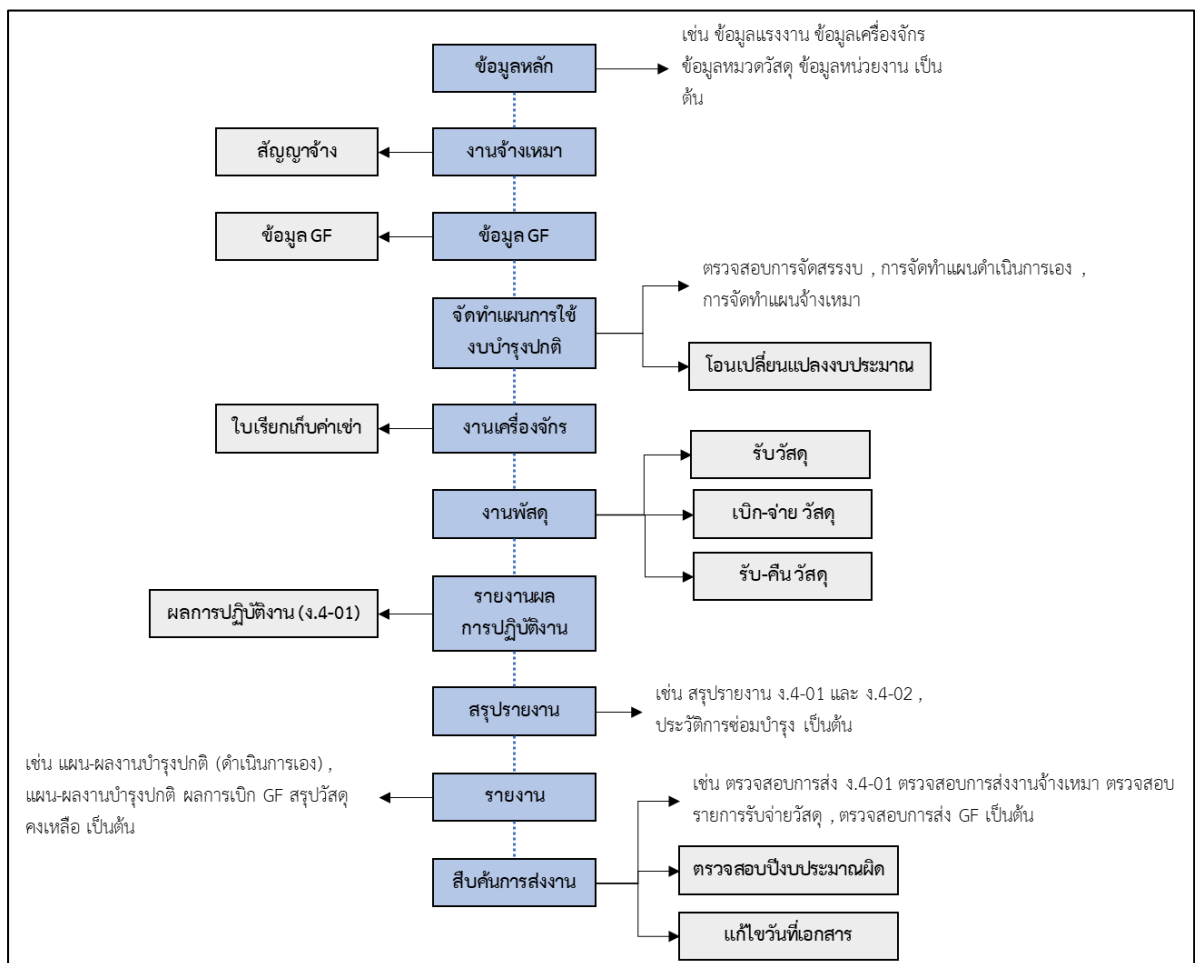 เช่น ข้อมูลแรงงาน ข้อมูลเครื่องจักร
ข้อมูลหมวดวัสดุ ข้อมูลหน่วยงาน เป็น
ต้น
ข้อมูลหลัก
สัญญาจ้าง
งานจ้างเหมา
ข้อมูล GF
ข้อมูล GF
ตรวจสอบการจัดสรรงบ , การจัดทำแผนดำเนินการเอง ,
การจัดทำแผนจ้างเหมา
จัดทำแผนการใช้
งบบำรุงปกติ
โอนเปลี่ยนแปลงงบประมาณ
ใบเรียกเก็บค่าเช่า
งานเครื่องจักร
รับวัสดุ
งานพัสดุ
เบิก-จ่าย วัสดุ
รับ-คืน วัสดุ
ผลการปฏิบัติงาน (ง.4-01)
รายงานผล
การปฏิบัติงาน
สรุปรายงาน
เช่น สรุปรายงาน ง.4-01 และ ง.4-02 ,
ประวัติการซ่อมบำรุง เป็นต้น
เช่น แผน-ผลงานบำรุงปกติ (ดำเนินการเอง) ,
แผน-ผลงานบำรุงปกติ ผลการเบิก GF สรุปวัสดุ
คงเหลือ เป็นต้น
รายงาน
เช่น ตรวจสอบการส่ง ง.4-01 ตรวจสอบการส่งงานจ้างเหมา ตรวจสอบ
รายการรับจ่ายวัสดุ , ตรวจสอบการส่ง GF เป็นต้น
สืบค้นการส่งงาน
ตรวจสอบปีงบประมาณผิด
แก้ไขวันที่เอกสาร